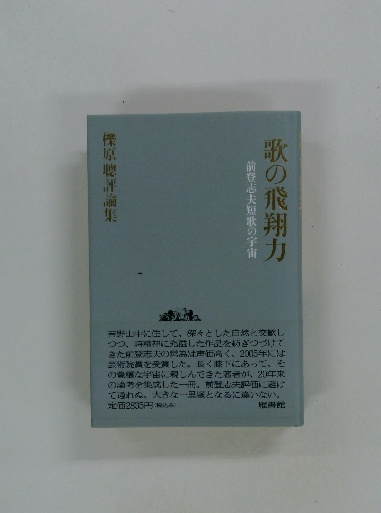 歌の飛翔力
前登志夫短歌の宇宙
櫟原聰評論集
吉野山中に住して、深々とした自然と交歓し
つつ、詩精神に充溢した作品を紡ぎつづけて
きた前登志夫の営為は声価高く、2005年には
芸術院賞を受賞した。長く膝下にあって、そ
の豊穣な宇宙に親しんできた著者が、20年来
の論考を集成した一冊。前登志夫評価に避け
て通れぬ、大きな一里塚となるに違いない。
定価2835円(税込み)
雁書館